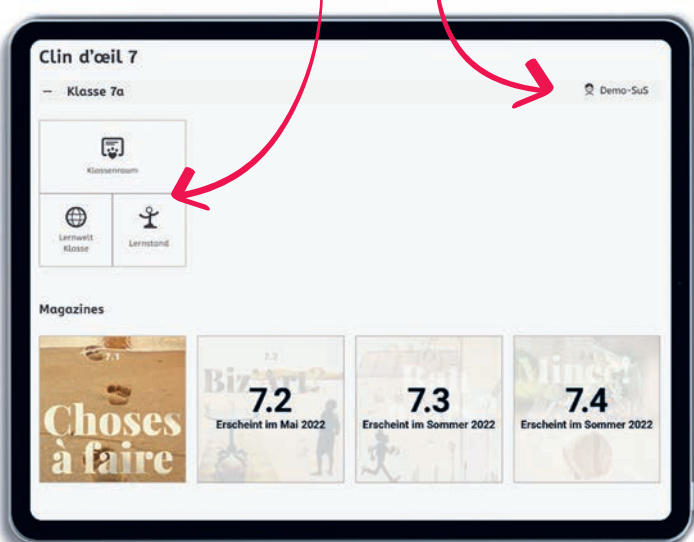 Clin d'œil 7
– Klasse 7a
Demo-SuS
Klassenraum
Lernwelt
Klasse
Lernstand
Magazines
7.1
Choses
à faire
7.2
Biz'Art!
7.2
Erscheint im Mai 2022
7.3
Erscheint im Sommer 2022
Mince!
7.4
Erscheint im Sommer 2022